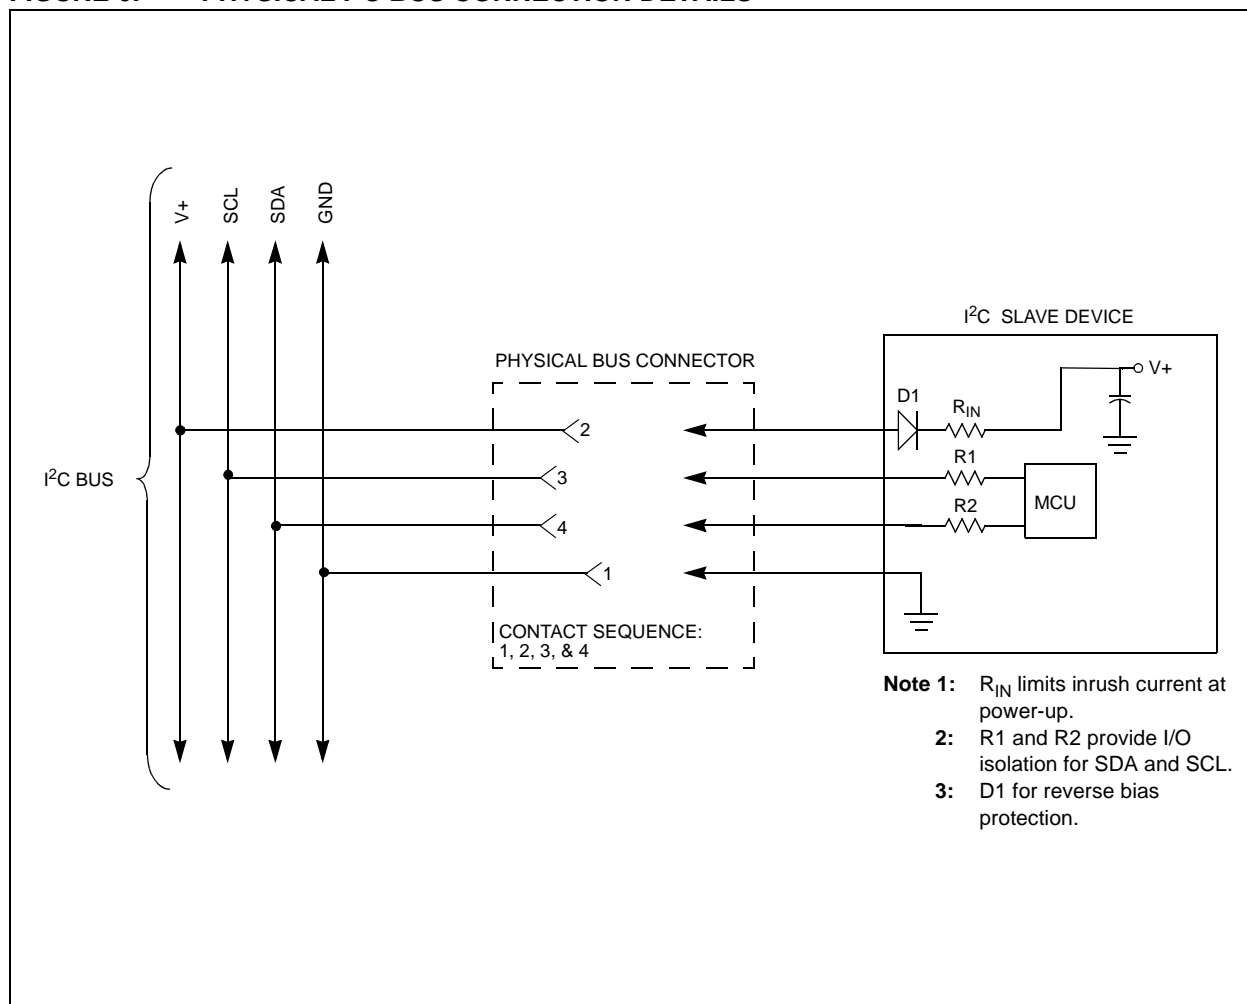 V+
SCL
SDA
GND
I²C BUS
PHYSICAL BUS CONNECTOR
2
3
4
1
CONTACT SEQUENCE:
1, 2, 3, & 4
I²C SLAVE DEVICE
V+
D1
R_IN
R1
R2
MCU
Note 1: R_IN limits inrush current at
power-up.
2: R1 and R2 provide I/O
isolation for SDA and SCL.
3: D1 for reverse bias
protection.